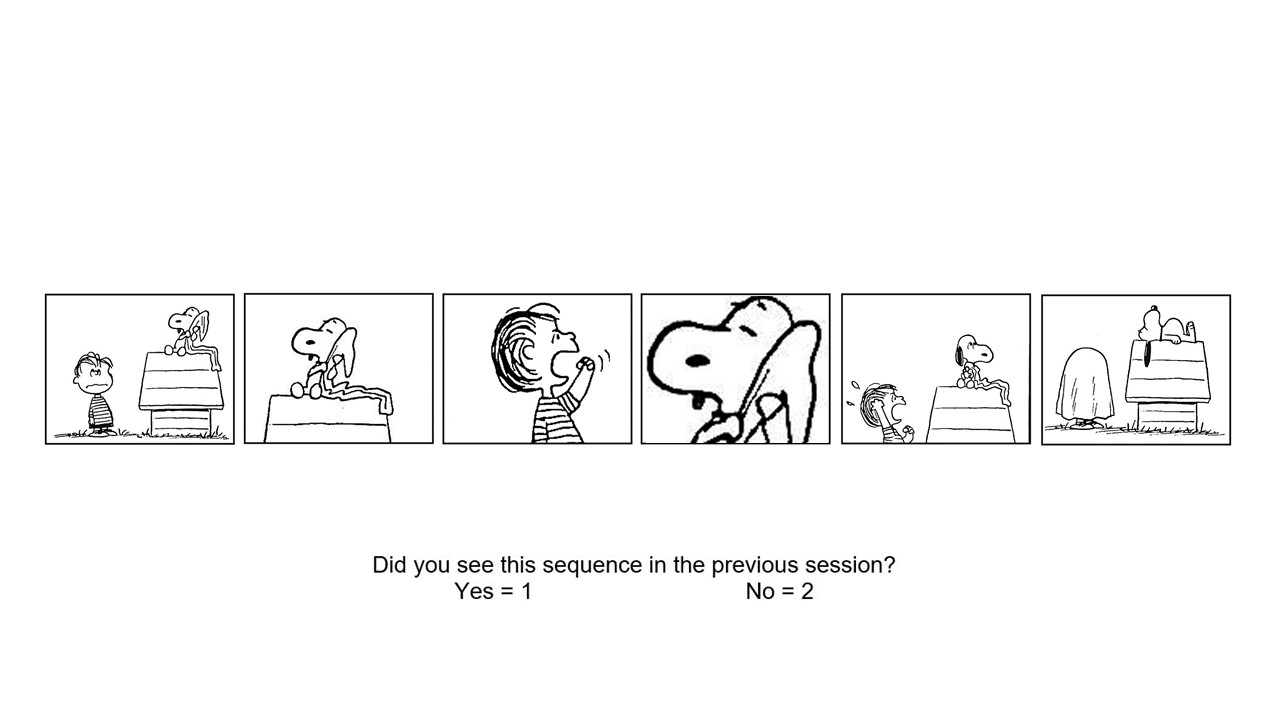 Did you see this sequence in the previous session?
Yes = 1 No = 2